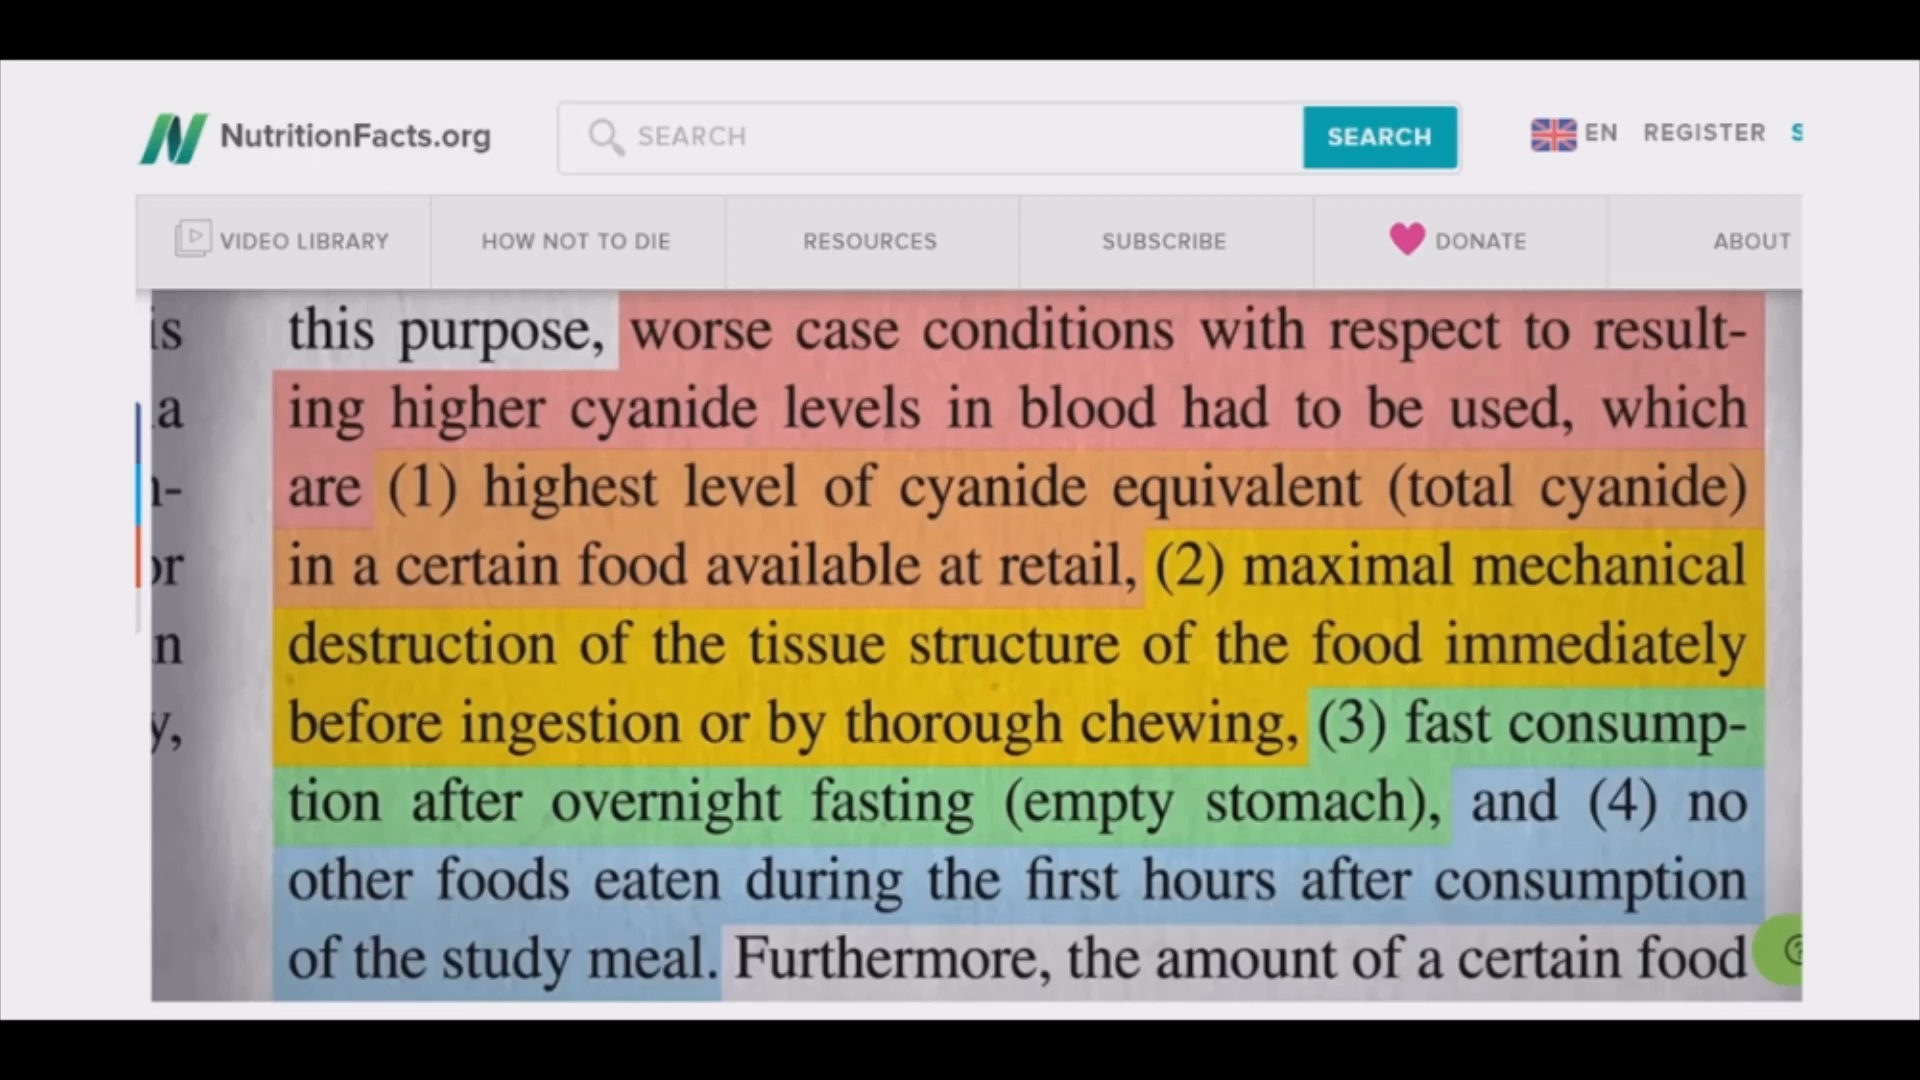 NutritionFacts.org
SEARCH
SEARCH
EN
REGISTER
S
VIDEO LIBRARY
HOW NOT TO DIE
RESOURCES
SUBSCRIBE
DONATE
ABOUT
this purpose, worse case conditions with respect to result-
ing higher cyanide levels in blood had to be used, which
are (1) highest level of cyanide equivalent (total cyanide)
in a certain food available at retail, (2) maximal mechanical
destruction of the tissue structure of the food immediately
before ingestion or by thorough chewing, (3) fast consump-
tion after overnight fasting (empty stomach), and (4) no
other foods eaten during the first hours after consumption
of the study meal. Furthermore, the amount of a certain food